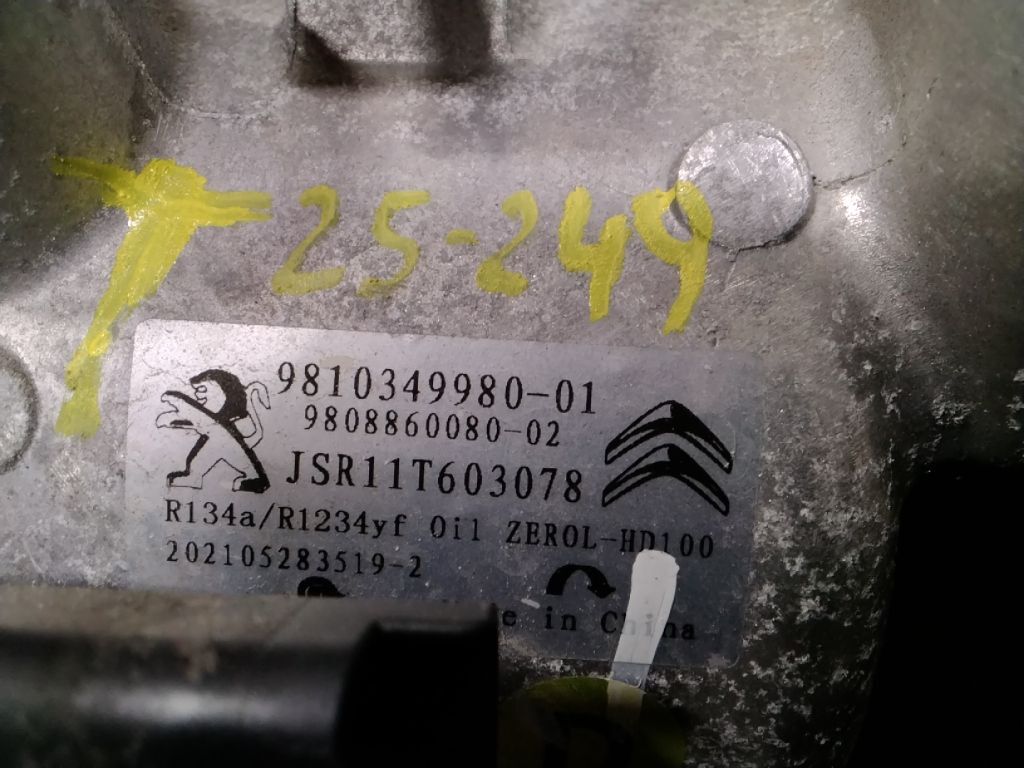 T 25-249
9810349980-01
9808860080-02
JSR11T603078
R134a/R1234yf Oil ZEROL-HD100
202105283519-2
in China